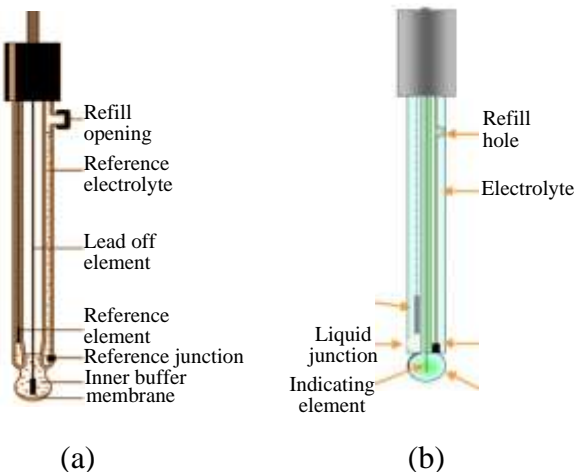 Refill
opening
Reference
electrolyte
Lead off
element
Reference
element
Reference junction
Inner buffer
membrane
(a)
Refill
hole
Electrolyte
Liquid
junction
Indicating
element
(b)